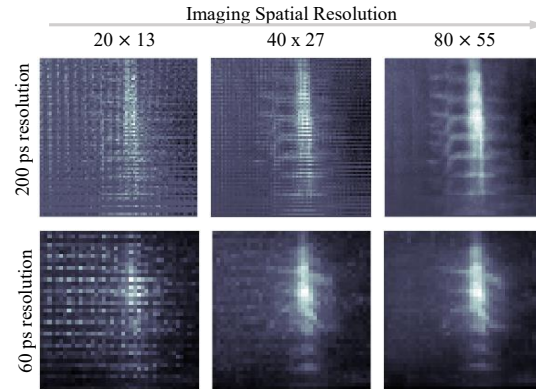 Imaging Spatial Resolution
20 × 13
40 x 27
80 × 55
200 ps resolution
60 ps resolution